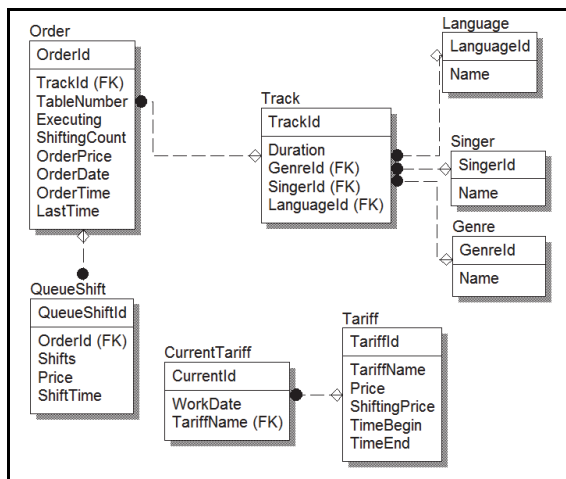 Order
OrderId
TrackId (FK)
TableNumber
Executing
ShiftingCount
OrderPrice
OrderDate
OrderTime
LastTime
QueueShift
QueueShiftId
OrderId (FK)
Shifts
Price
ShiftTime
Track
TrackId
Duration
GenreId (FK)
SingerId (FK)
LanguageId (FK)
Language
LanguageId
Name
Singer
SingerId
Name
Genre
GenreId
Name
CurrentTariff
CurrentId
WorkDate
TariffName (FK)
Tariff
TariffId
TariffName
Price
ShiftingPrice
TimeBegin
TimeEnd